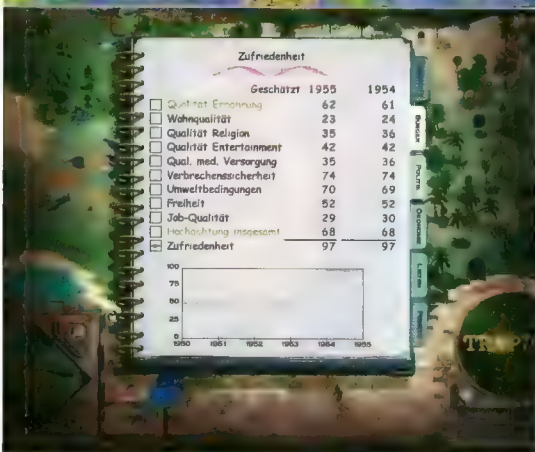 Zufriedenheit
Geschätzt 1955 1954
Qualität Ernährung 62 61
Wohnqualität 23 24
Qualität Religion 35 36
Qualität Entertainment 42 42
Qual. med. Versorgung 35 36
Verbrechenssicherheit 74 74
Umweltbedingungen 70 69
Freiheit 52 52
Job-Qualität 29 30
Hochachtung insgesamt 68 68
Zufriedenheit 97 97
100
75
50
25
0
1950 1951 1952 1953 1954 1955
BÜRGER
POLITIK
ÖKONOMIE
LISTEN
TROP